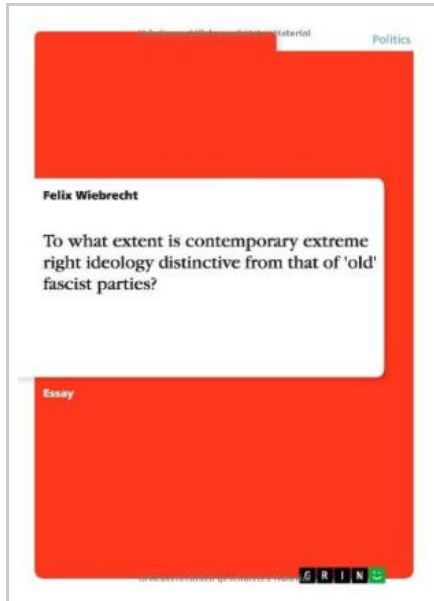 Politics
Felix Wiebrecht
To what extent is contemporary extreme
right ideology distinctive from that of 'old'
fascist parties?
Essay
GRIN